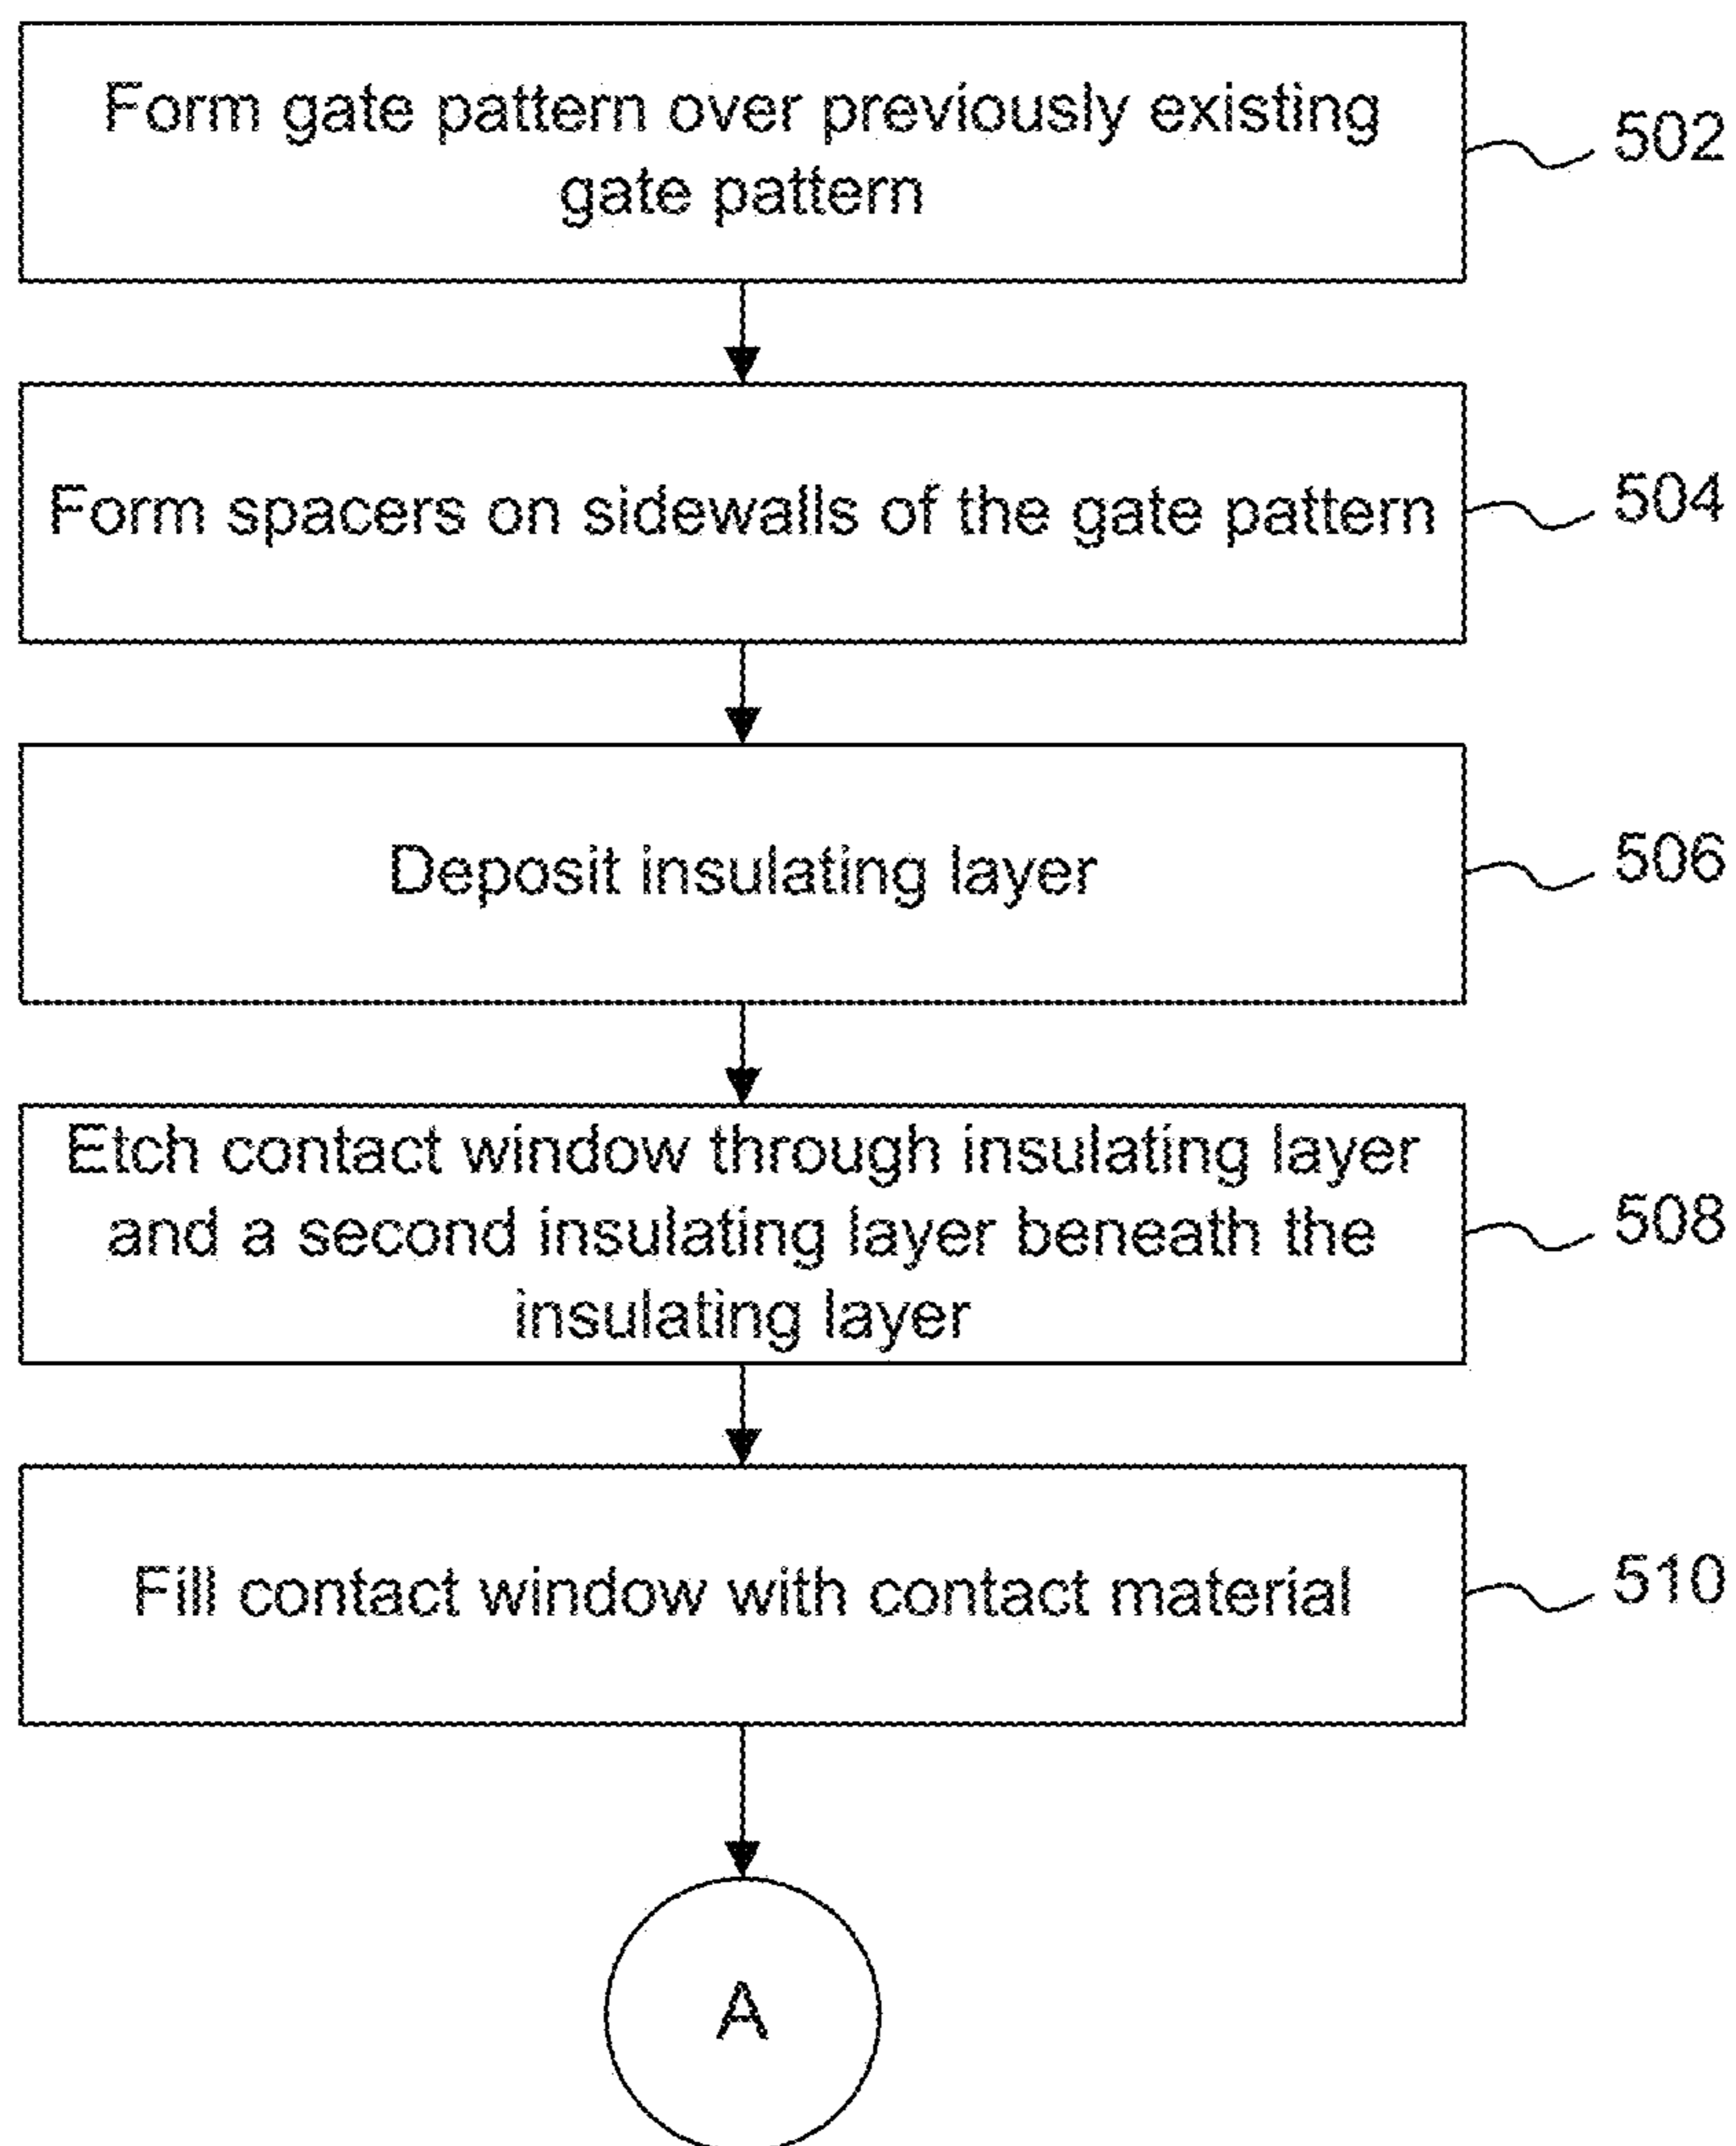 Form gate pattern over previously existing
gate pattern
502
Form spacers on sidewalls of the gate pattern
504
Deposit insulating layer
506
Etch contact window through insulating layer
and a second insulating layer beneath the
insulating layer
508
Fill contact window with contact material
510
A